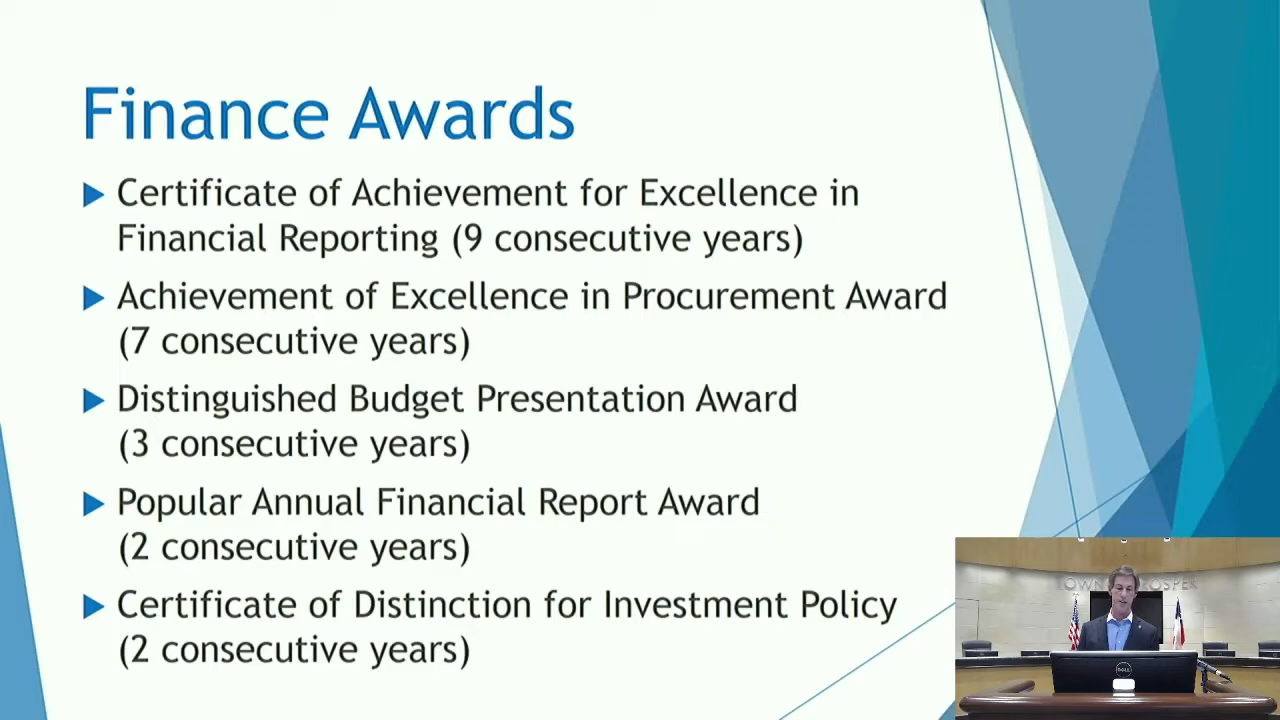 Finance Awards
Certificate of Achievement for Excellence in
Financial Reporting (9 consecutive years)
Achievement of Excellence in Procurement Award
(7 consecutive years)
Distinguished Budget Presentation Award
(3 consecutive years)
Popular Annual Financial Report Award
(2 consecutive years)
Certificate of Distinction for Investment Policy
(2 consecutive years)
DELL